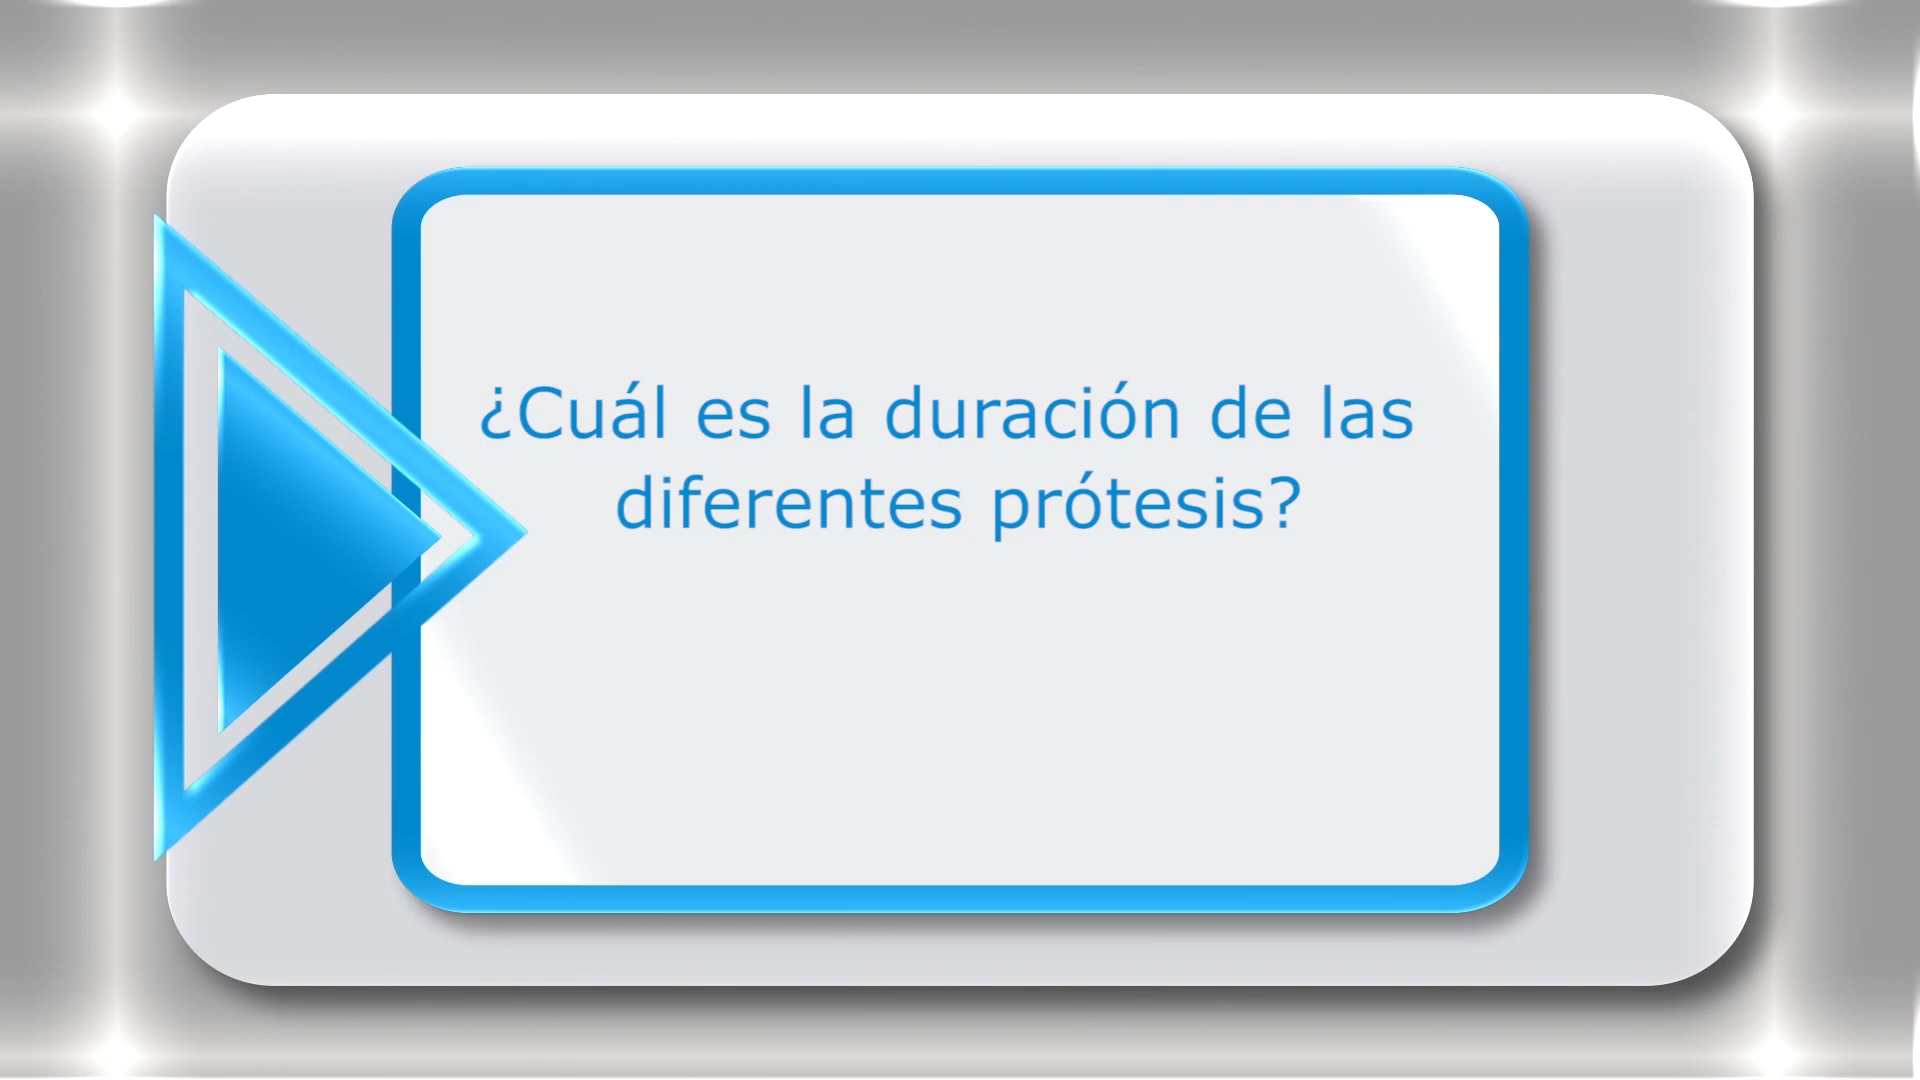 ¿Cuál es la duración de las
diferentes prótesis?